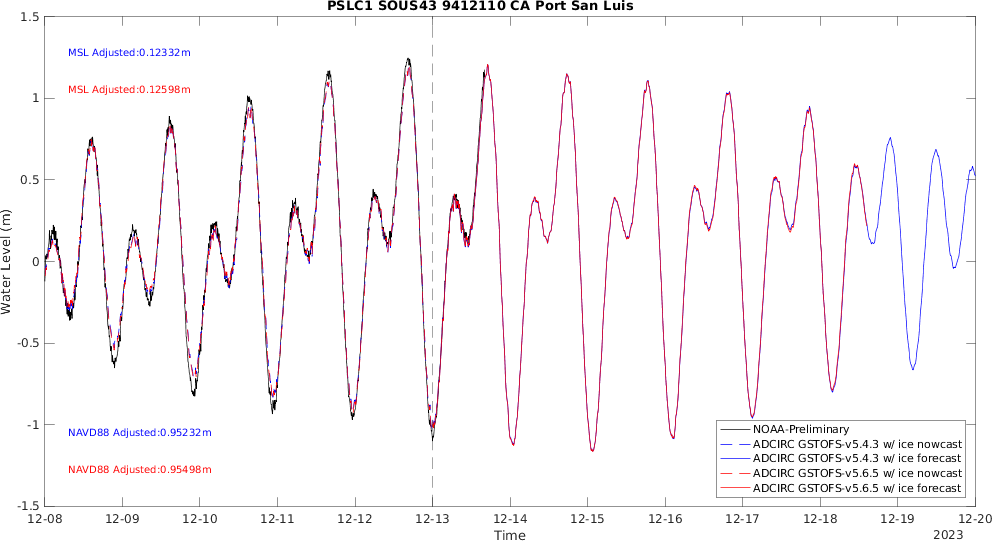 PSLC1 SOUS43 9412110 CA Port San Luis
1.5
1
0.5
0
-0.5
-1
-1.5
Water Level (m)
MSL Adjusted:0.12332m
MSL Adjusted:0.12598m
NAVD88 Adjusted:0.95232m
NAVD88 Adjusted:0.95498m
NOAA-Preliminary
ADCIRC GSTOFS-v5.4.3 w/ ice nowcast
ADCIRC GSTOFS-v5.4.3 w/ ice forecast
ADCIRC GSTOFS-v5.6.5 w/ ice nowcast
ADCIRC GSTOFS-v5.6.5 w/ ice forecast
12-08 12-09 12-10 12-11 12-12 12-13 12-14 12-15 12-16 12-17 12-18 12-19 12-20
Time
2023